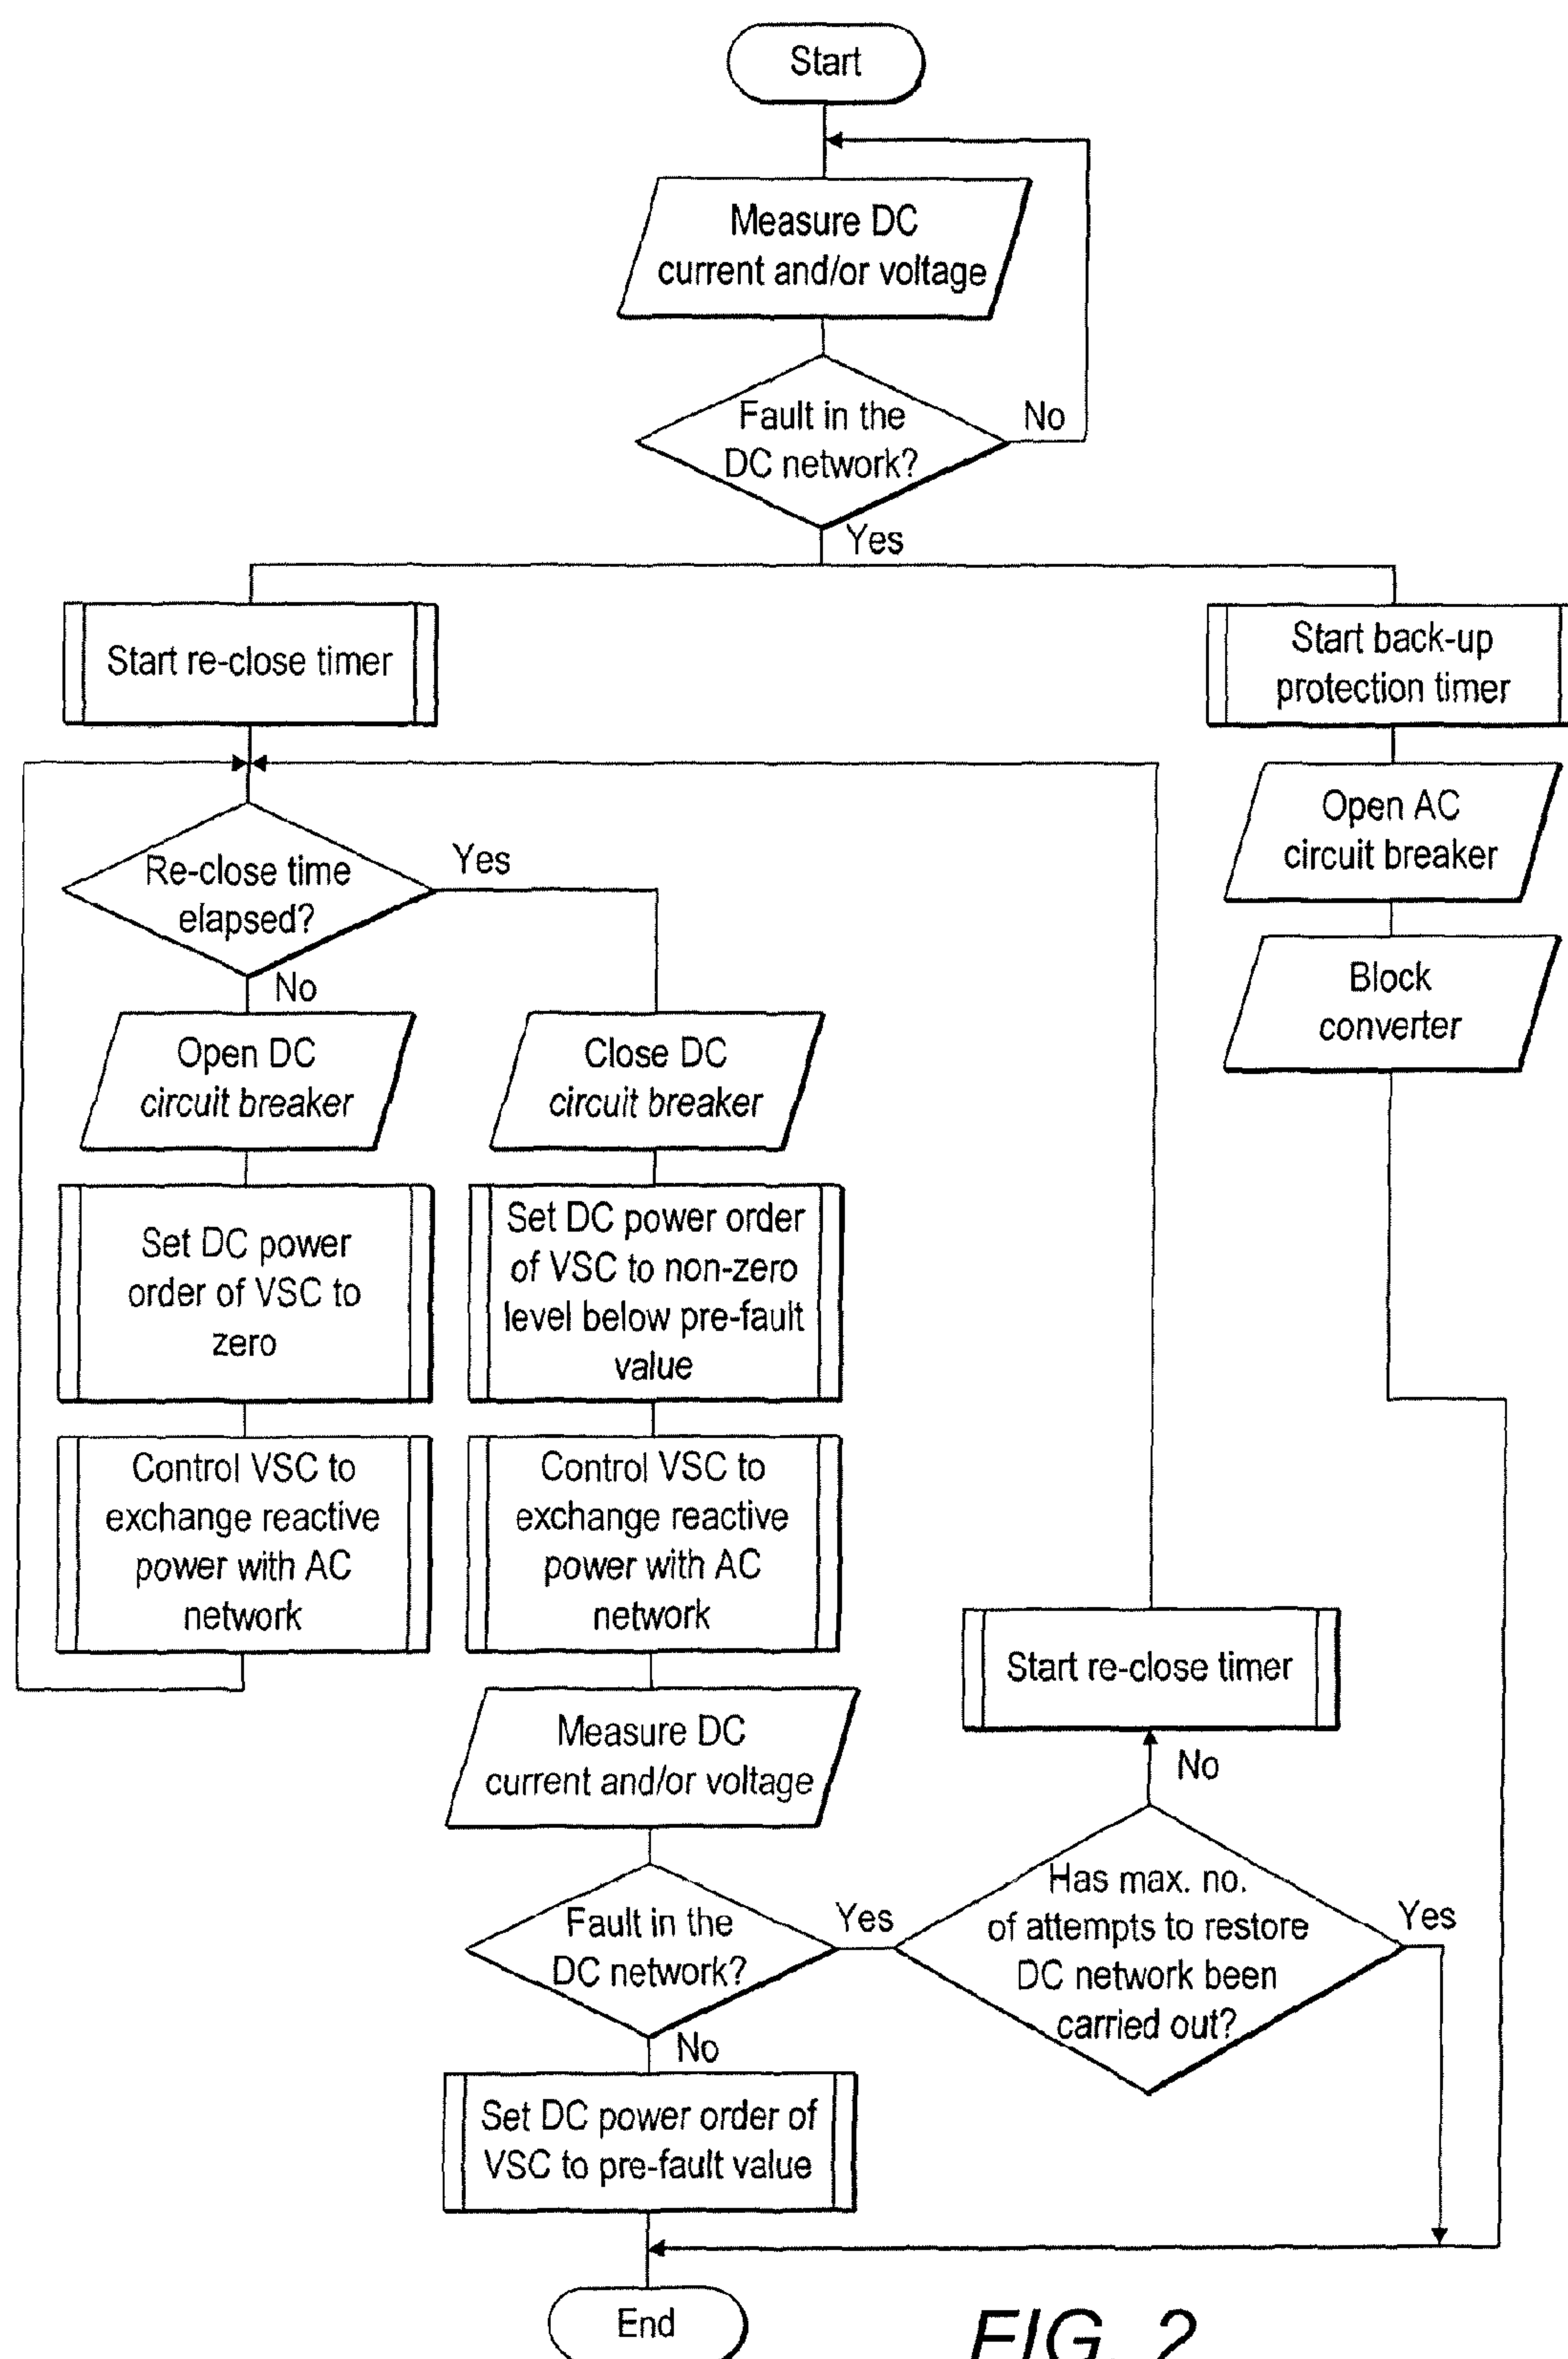 Start
Measure DC
current and/or voltage
Fault in the
DC network?
No
Yes
Start re-close timer
Start back-up
protection timer
Re-close time
elapsed?
Yes
No
Open AC
circuit breaker
Block
converter
Open DC
circuit breaker
Set DC power
order of VSC to
zero
Control VSC to
exchange reactive
power with AC
network
Close DC
circuit breaker
Set DC power order
of VSC to non-zero
level below pre-fault
value
Control VSC to
exchange reactive
power with AC
network
Measure DC
current and/or voltage
Fault in the
DC network?
Yes
No
Has max. no.
of attempts to restore
DC network been
carried out?
No
Yes
Start re-close timer
Set DC power order of
VSC to pre-fault value
End
FIG. 2